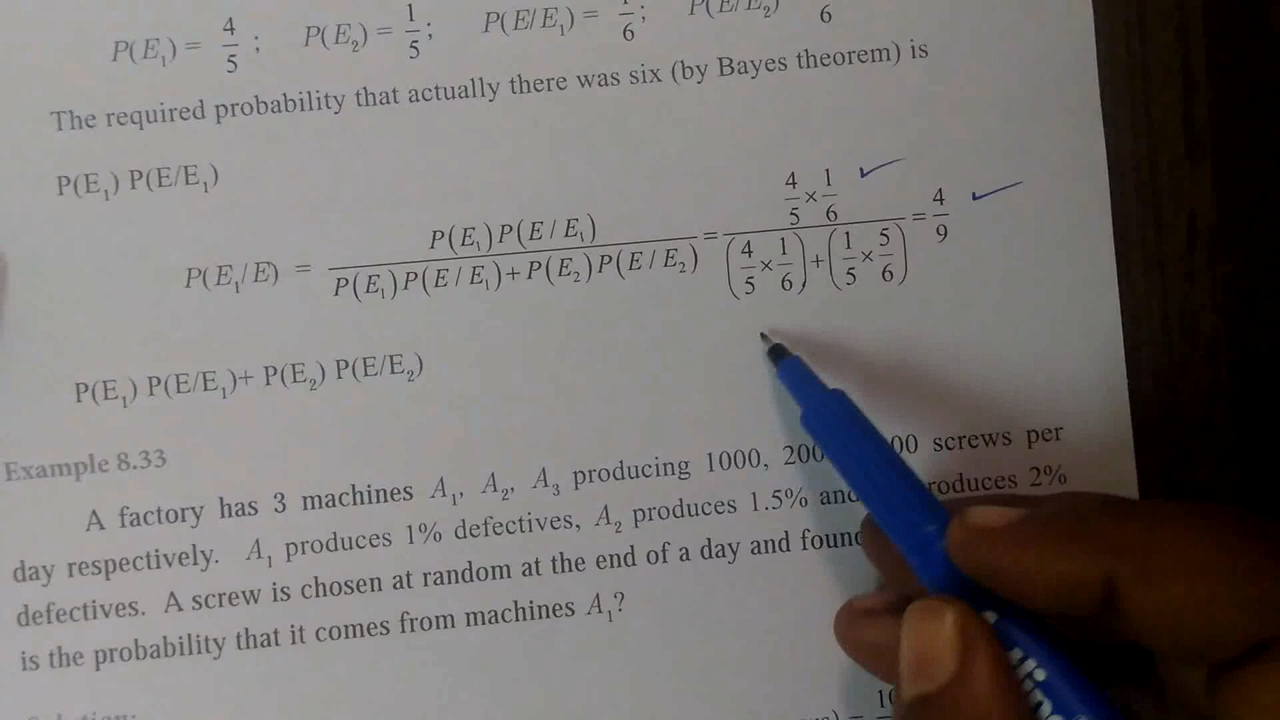 P(E₁) = 4/5 ; P(E₂) = 1/5 ; P(E/E₁) = 1/6 ; P(E/E₂) 6
The required probability that actually there was six (by Bayes theorem) is
P(E₁) P(E/E₁)
P(E₁/E) = P(E₁)P(E / E₁) / P(E₁)P(E / E₁)+P(E₂)P(E / E₂) = 4/5 × 1/6 / (4/5 × 1/6) + (1/5 × 5/6) = 4/9
P(E₁) P(E/E₁)+ P(E₂) P(E/E₂)
Example 8.33
A factory has 3 machines A₁, A₂, A₃ producing 1000, 200 00 screws per
day respectively. A₁ produces 1% defectives, A₂ produces 1.5% and roduces 2%
defectives. A screw is chosen at random at the end of a day and found
is the probability that it comes from machines A₁?
Solution: